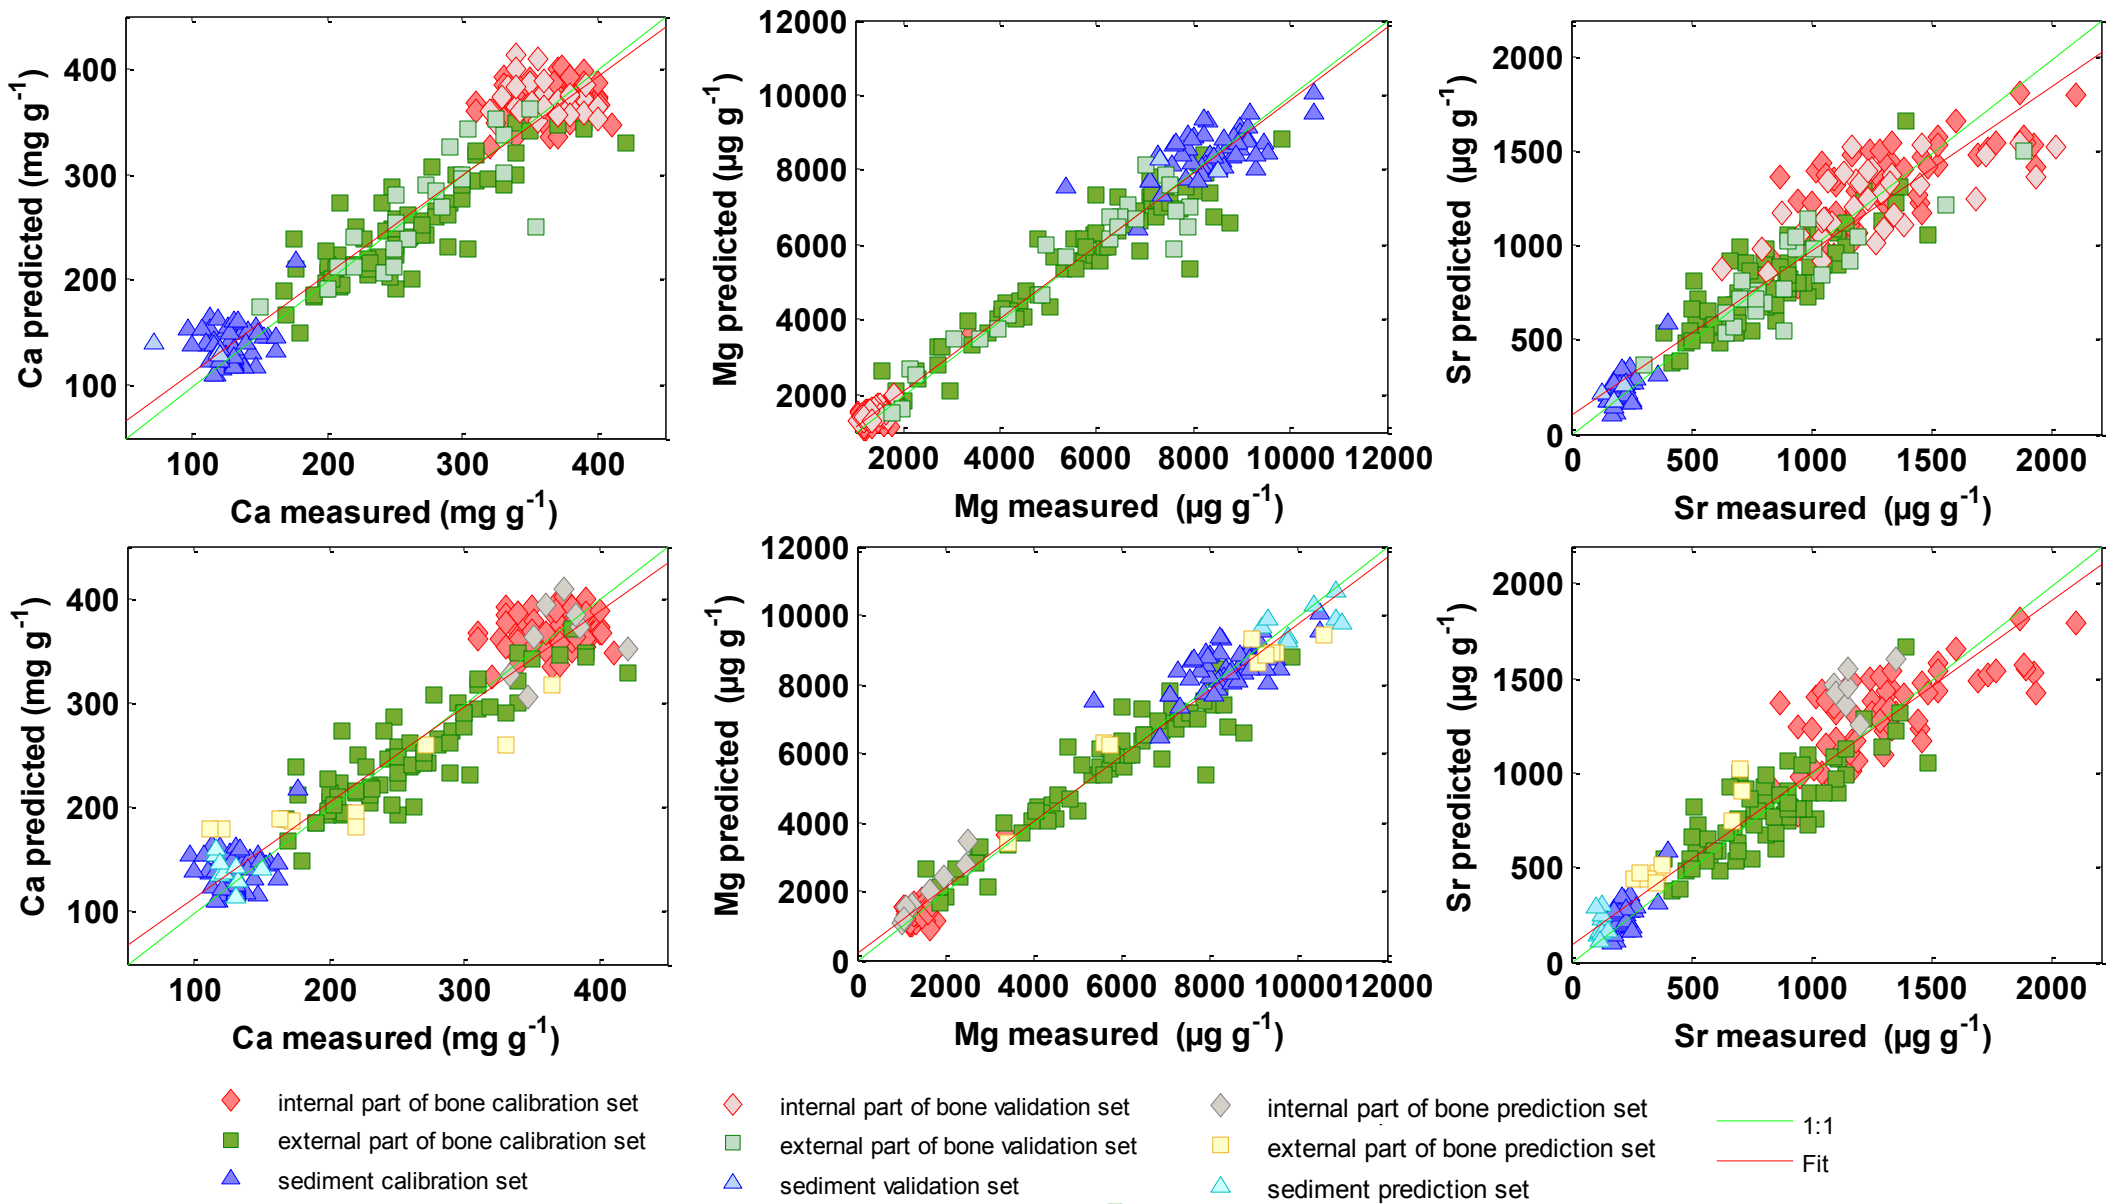 400
300
200
100
100 200 300 400
Ca predicted (mg g-1)
Ca measured (mg g-1)
12000
10000
8000
6000
4000
2000
2000 4000 6000 8000 10000 12000
Mg predicted (µg g-1)
Mg measured (µg g-1)
2000
1500
1000
500
0
0 500 1000 1500 2000
Sr predicted (µg g-1)
Sr measured (µg g-1)
400
300
200
100
100 200 300 400
Ca predicted (mg g-1)
Ca measured (mg g-1)
12000
10000
8000
6000
4000
2000
0
0 2000 4000 6000 8000 10000 12000
Mg predicted (µg g-1)
Mg measured (µg g-1)
2000
1500
1000
500
0
0 500 1000 1500 2000
Sr predicted (µg g-1)
Sr measured (µg g-1)
internal part of bone calibration set
external part of bone calibration set
sediment calibration set
internal part of bone validation set
external part of bone validation set
sediment validation set
internal part of bone prediction set
external part of bone prediction set
sediment prediction set
1:1
Fit